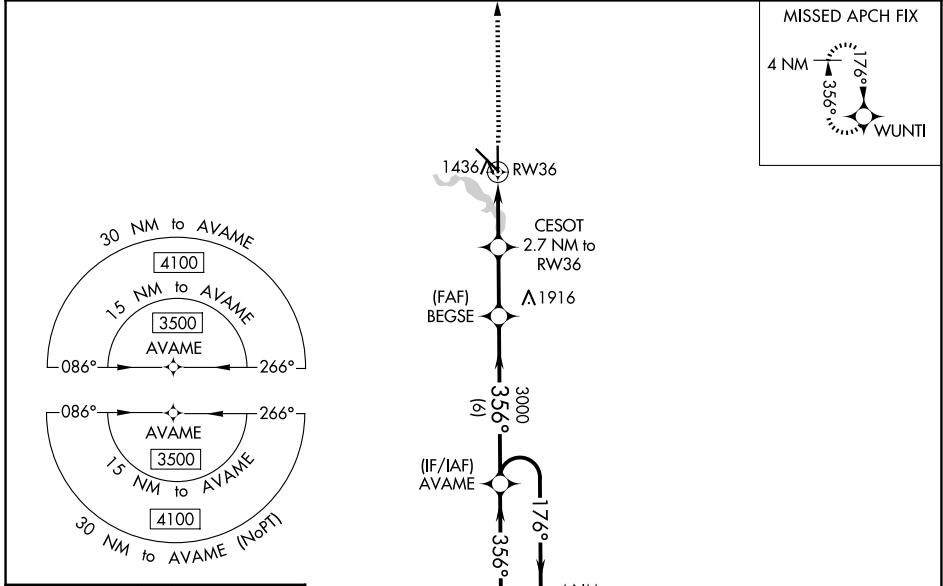 MISSED APCH FIX
4 NM
176°
356°
WUNTI
1436
RW36
CESOT
2.7 NM to
RW36
(FAF)
BEGSE
1916
3000
356°
(6)
(IF/IAF)
AVAME
176°
356°
30 NM to AVAME
4100
15 NM to AVAME
3500
AVAME
086°
266°
086°
266°
AVAME
3500
15 NM to AVAME
4100
30 NM to AVAME (NoPT)